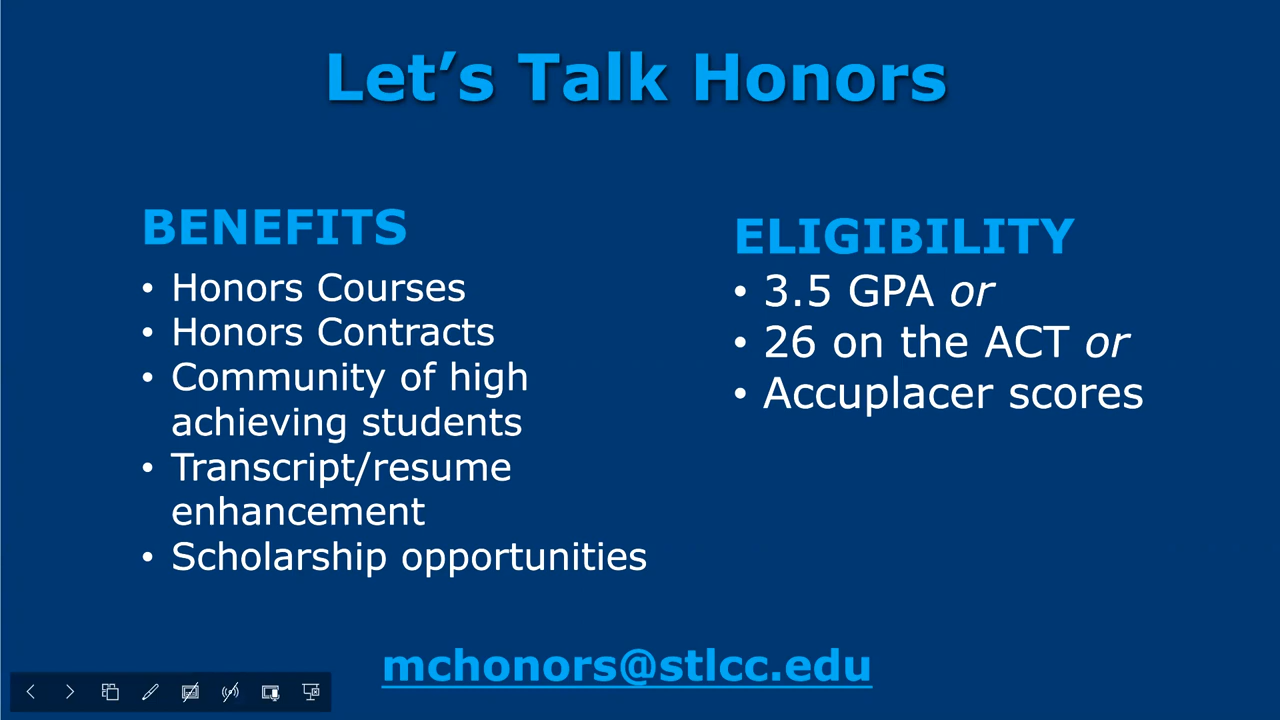 Let’s Talk Honors
BENEFITS
• Honors Courses
• Honors Contracts
• Community of high
achieving students
• Transcript/resume
enhancement
• Scholarship opportunities
ELIGIBILITY
• 3.5 GPA or
• 26 on the ACT or
• Accuplacer scores
mchonors@stlcc.edu